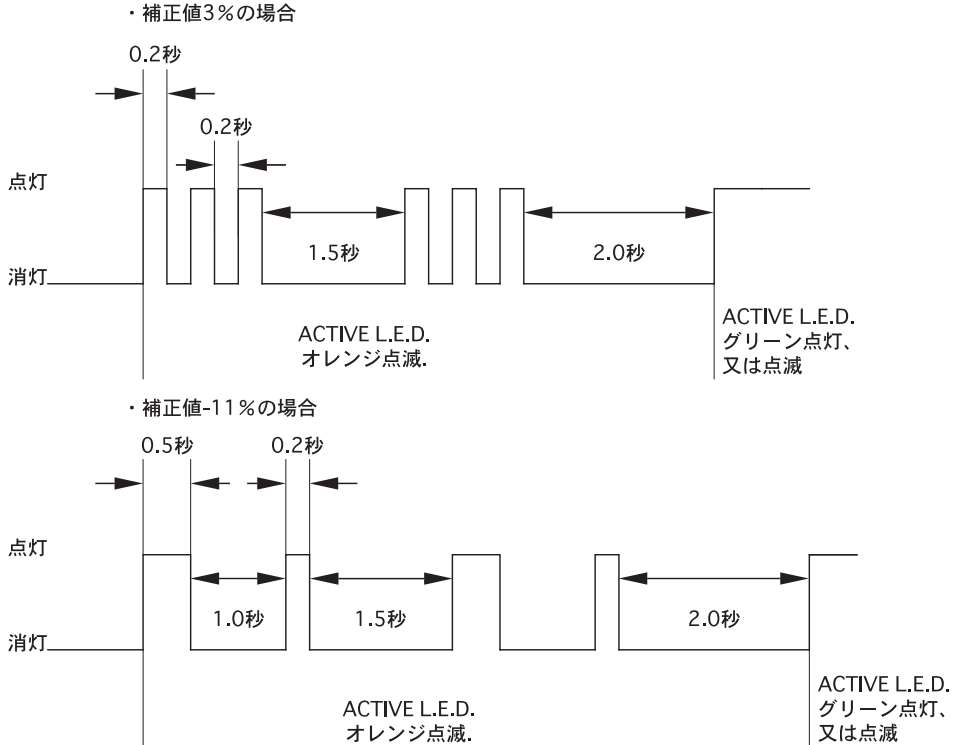 ・補正値3％の場合
0.2秒
0.2秒
点灯
1.5秒
2.0秒
消灯
ACTIVE L.E.D.
オレンジ点滅.
ACTIVE L.E.D.
グリーン点灯、
又は点滅
・補正値-11％の場合
0.5秒
0.2秒
点灯
1.0秒
1.5秒
2.0秒
消灯
ACTIVE L.E.D.
オレンジ点滅.
ACTIVE L.E.D.
グリーン点灯、
又は点滅